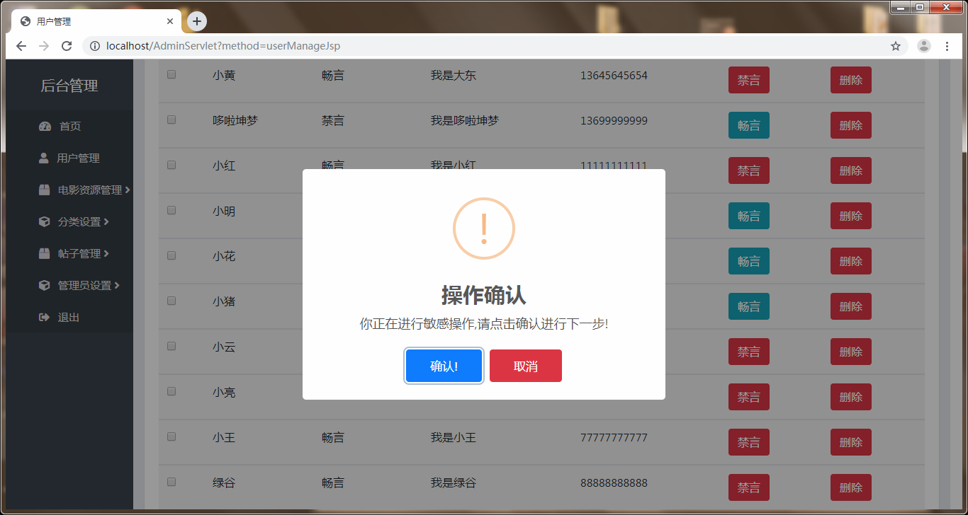 用户管理
localhost/AdminServlet?method=userManageJsp
后台管理
首页
用户管理
电影资源管理
分类设置
帖子管理
管理员设置
退出
小黄 畅言 我是大东 13645645654 禁言 删除
哆啦坤梦 禁言 我是哆啦坤梦 13699999999 畅言 删除
小红 畅言 我是小红 11111111111 禁言 删除
小明 畅言 删除
小花 畅言 删除
小猪 畅言 删除
小云 禁言 删除
小亮 禁言 删除
小王 畅言 我是小王 77777777777 禁言 删除
绿谷 畅言 我是绿谷 88888888888 禁言 删除
!
操作确认
你正在进行敏感操作,请点击确认进行下一步!
确认! 取消